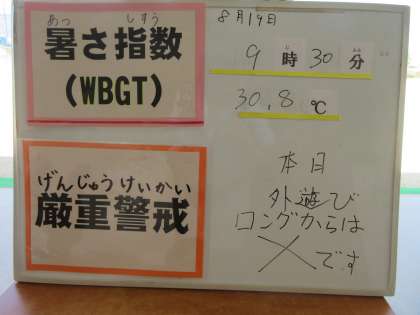 あつ しすう
暑さ指数
(WBGT)
げんじゅうけいかい
厳重警戒
8月19日
9時30分
30.8℃
本日
外遊び
ロングからは
×です